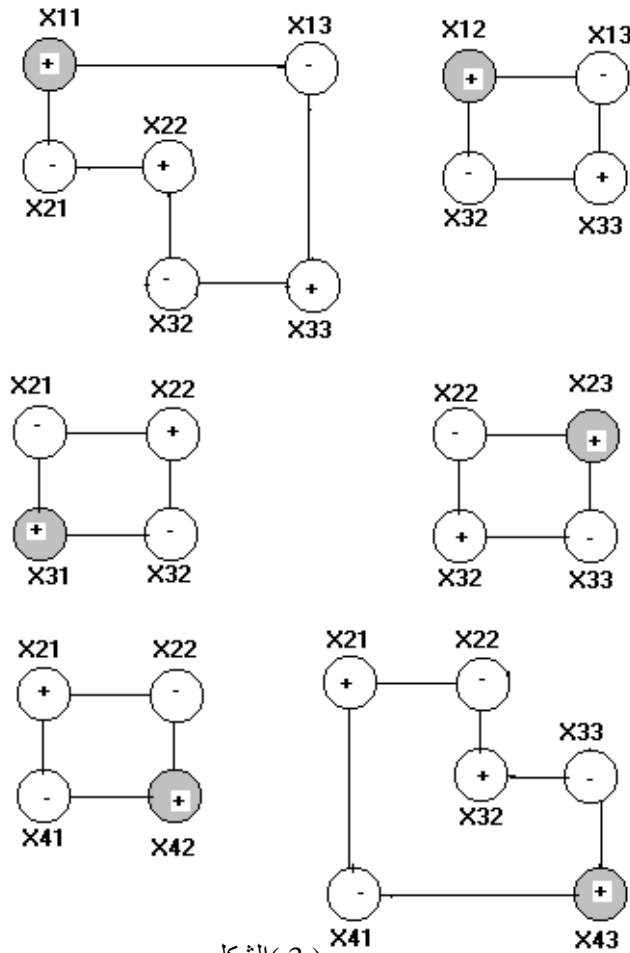 X11 X13
+ -
X22
- +
X21
- +
X32 X33
X12 X13
+ -
- +
X32 X33
X21 X22
- +
+ -
X31 X32
X22 X23
- +
+ -
X32 X33
X21 X22
+ -
- +
X41 X42
X21 X22
+ -
X33
+ -
X32
- +
X41 X43